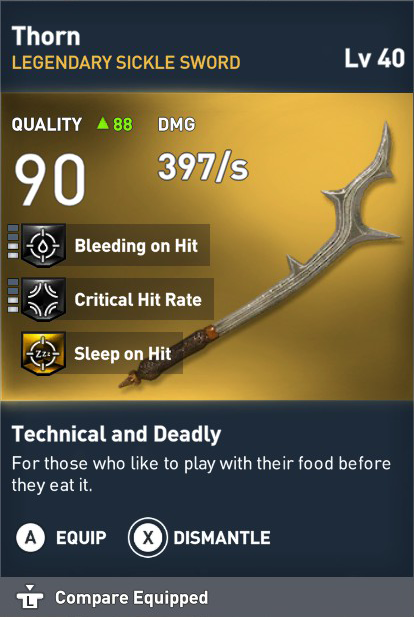 Thorn
LEGENDARY SICKLE SWORD
Lv 40
QUALITY ▲88 DMG
90 397/s
Bleeding on Hit
Critical Hit Rate
Zzz
Sleep on Hit
Technical and Deadly
For those who like to play with their food before
they eat it.
A EQUIP X DISMANTLE
L Compare Equipped